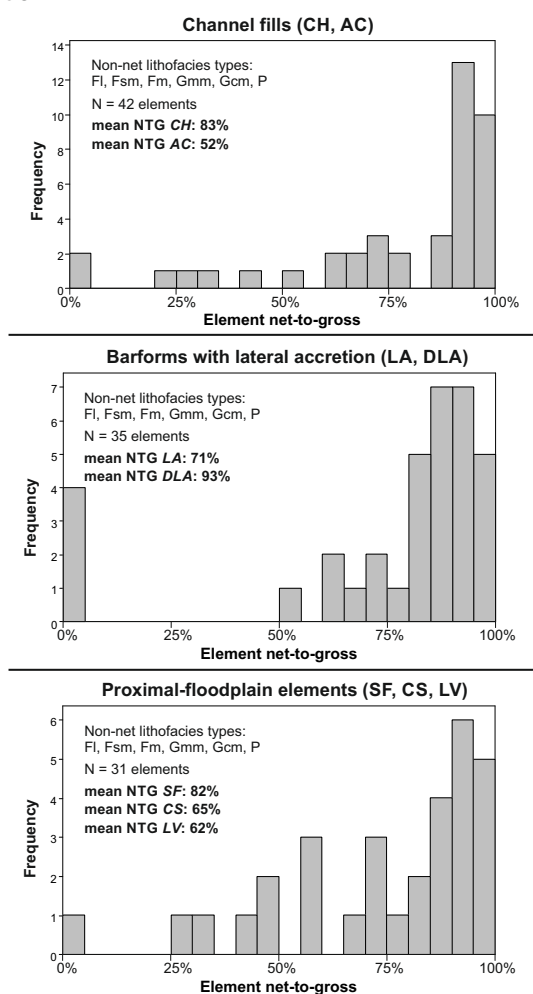 Channel fills (CH, AC)
14
12
10
8
6
4
2
0
Frequency
Non-net lithofacies types:
Fl, Fsm, Fm, Gmm, Gcm, P
N = 42 elements
mean NTG CH: 83%
mean NTG AC: 52%
0% 25% 50% 75% 100%
Element net-to-gross
Barforms with lateral accretion (LA, DLA)
7
6
5
4
3
2
1
0
Frequency
Non-net lithofacies types:
Fl, Fsm, Fm, Gmm, Gcm, P
N = 35 elements
mean NTG LA: 71%
mean NTG DLA: 93%
0% 25% 50% 75% 100%
Element net-to-gross
Proximal-floodplain elements (SF, CS, LV)
6
5
4
3
2
1
0
Frequency
Non-net lithofacies types:
Fl, Fsm, Fm, Gmm, Gcm, P
N = 31 elements
mean NTG SF: 82%
mean NTG CS: 65%
mean NTG LV: 62%
0% 25% 50% 75% 100%
Element net-to-gross